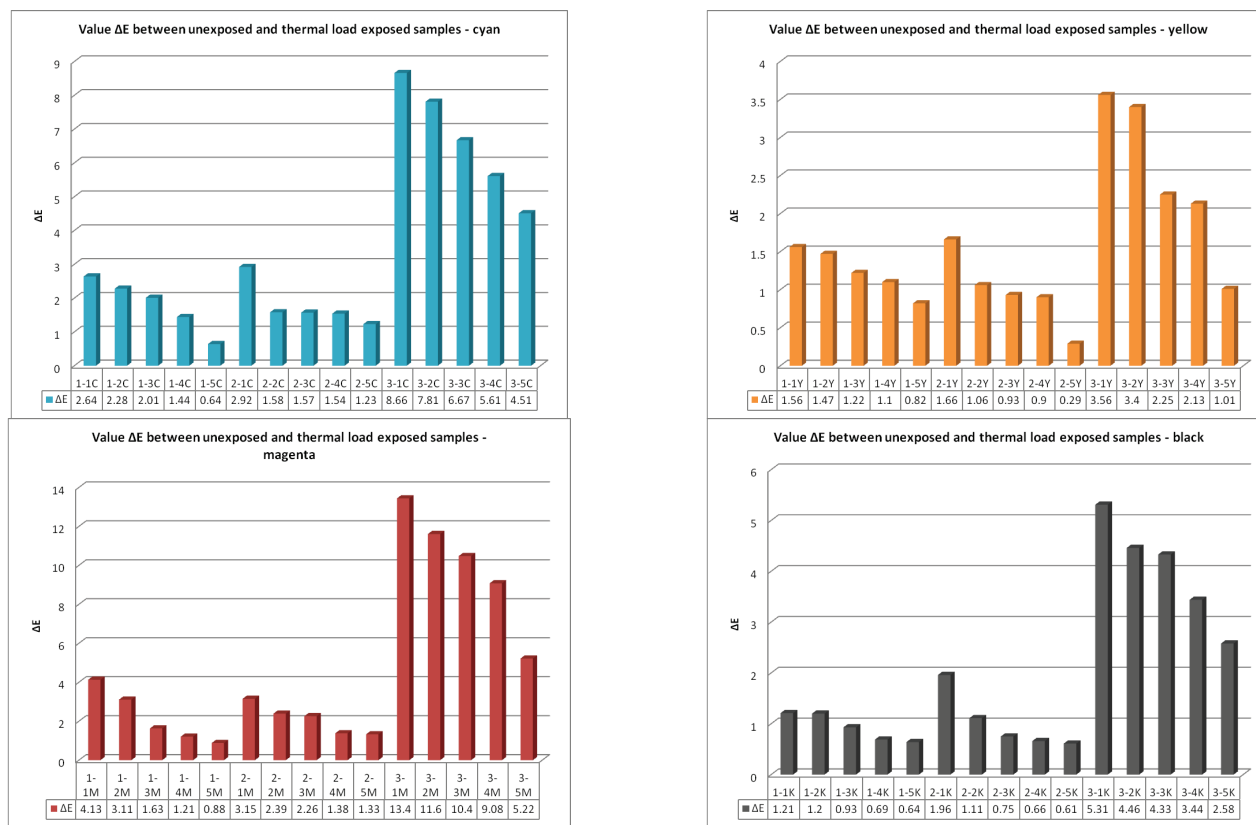 Value ΔE between unexposed and thermal load exposed samples - cyan
9
8
7
6
5
4
3
2
1
0
ΔE
1-1C 1-2C 1-3C 1-4C 1-5C 2-1C 2-2C 2-3C 2-4C 2-5C 3-1C 3-2C 3-3C 3-4C 3-5C
ΔE 2.64 2.28 2.01 1.44 0.64 2.92 1.58 1.57 1.54 1.23 8.66 7.81 6.67 5.61 4.51
Value ΔE between unexposed and thermal load exposed samples - yellow
4
3.5
3
2.5
2
1.5
1
0.5
0
ΔE
1-1Y 1-2Y 1-3Y 1-4Y 1-5Y 2-1Y 2-2Y 2-3Y 2-4Y 2-5Y 3-1Y 3-2Y 3-3Y 3-4Y 3-5Y
ΔE 1.56 1.47 1.22 1.1 0.82 1.66 1.06 0.93 0.9 0.29 3.56 3.4 2.25 2.13 1.01
Value ΔE between unexposed and thermal load exposed samples -
magenta
14
12
10
8
6
4
2
0
ΔE
1- 1- 1- 1- 1- 2- 2- 2- 2- 2- 3- 3- 3- 3- 3-
1M 2M 3M 4M 5M 1M 2M 3M 4M 5M 1M 2M 3M 4M 5M
ΔE 4.13 3.11 1.63 1.21 0.88 3.15 2.39 2.26 1.38 1.33 13.4 11.6 10.4 9.08 5.22
Value ΔE between unexposed and thermal load exposed samples - black
6
5
4
3
2
1
0
ΔE
1-1K 1-2K 1-3K 1-4K 1-5K 2-1K 2-2K 2-3K 2-4K 2-5K 3-1K 3-2K 3-3K 3-4K 3-5K
ΔE 1.21 1.2 0.93 0.69 0.64 1.96 1.11 0.75 0.66 0.61 5.31 4.46 4.33 3.44 2.58